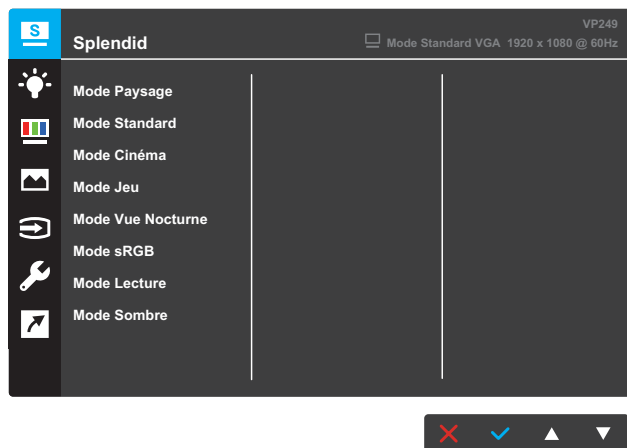 S
VP249
Splendid
Mode Standard VGA 1920 x 1080 @ 60Hz
Mode Paysage
Mode Standard
Mode Cinéma
Mode Jeu
Mode Vue Nocturne
Mode sRGB
Mode Lecture
Mode Sombre